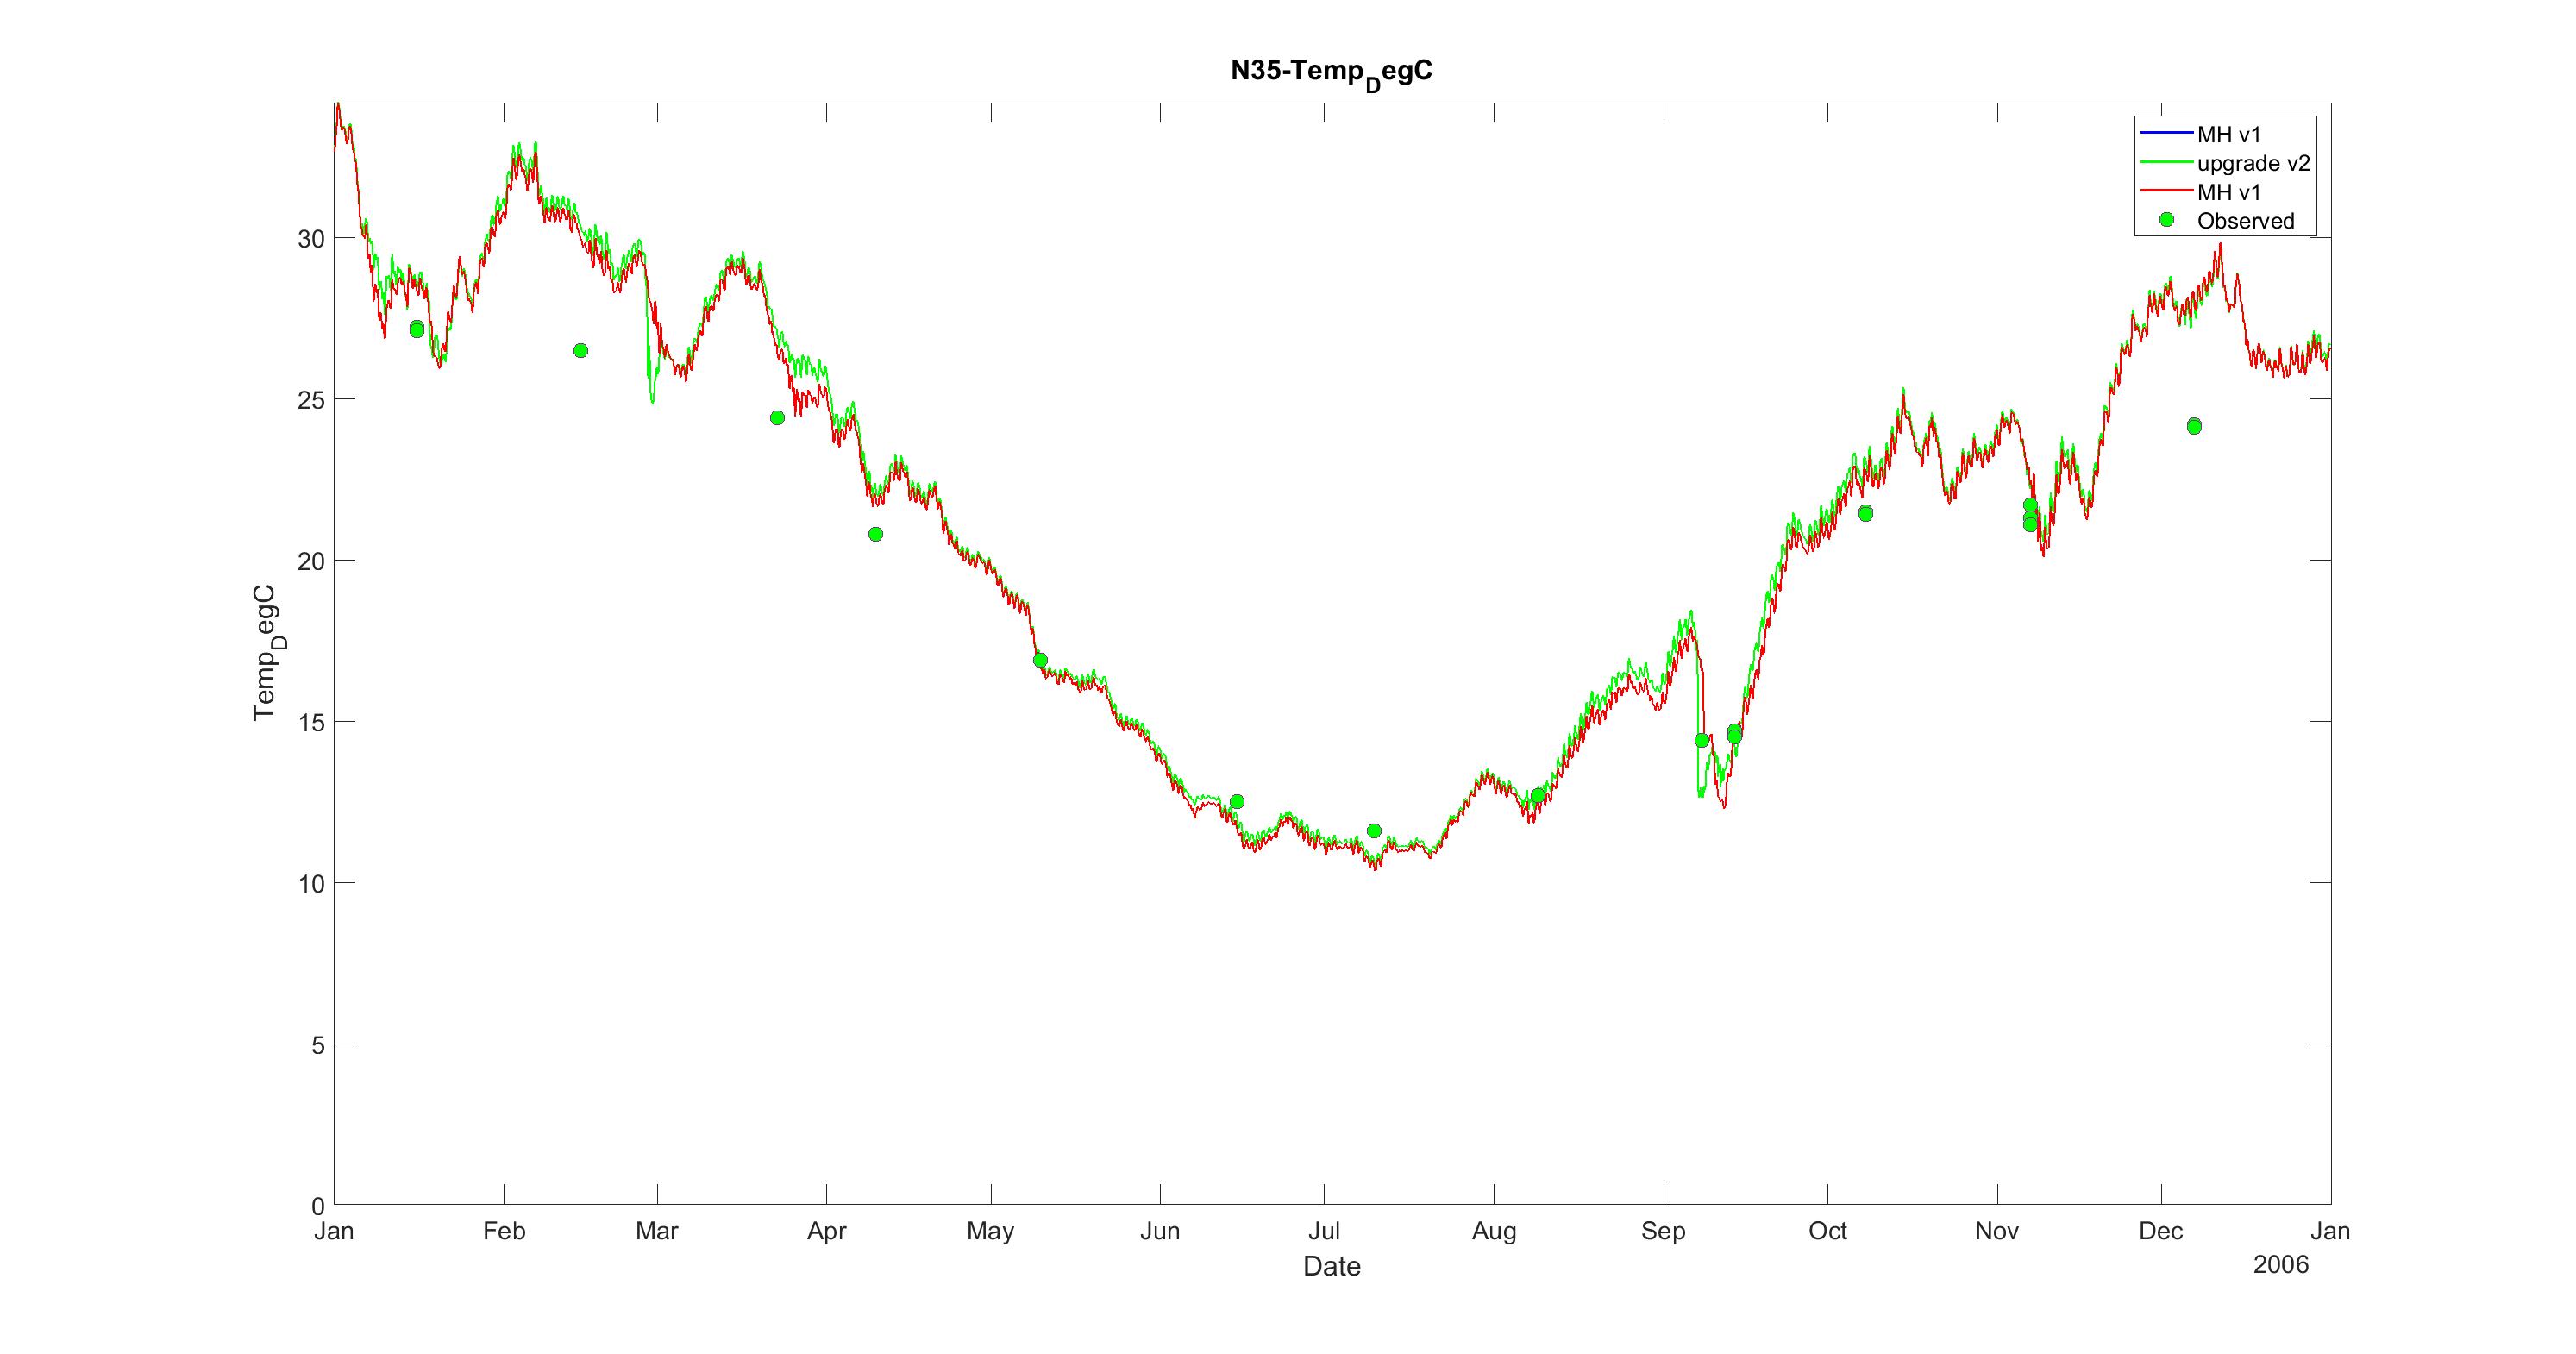 N35-Temp_DegC
MH v1
upgrade v2
MH v1
Observed
30
25
20
15
10
5
0
Temp_DegC
Jan Feb Mar Apr May Jun Jul Aug Sep Oct Nov Dec Jan
Date
2006